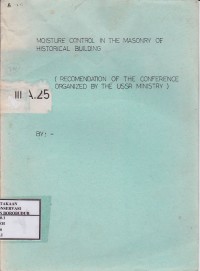 MOISTURE CONTROL IN THE MASONRY OF
HISTORICAL BUILDING
( RECOMENDATION OF THE CONFERENCE
ORGANIZED BY THE USSR MINISTRY )
III A.25
BY : -
TAKAAN